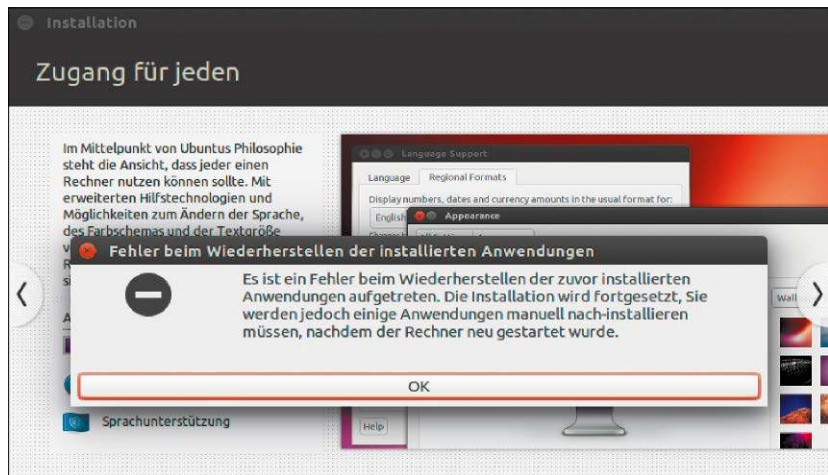 Installation
Zugang für jeden
Im Mittelpunkt von Ubuntus Philosophie
steht die Ansicht, dass jeder einen
Rechner nutzen können sollte. Mit
erweiterten Hilfstechnologien und
Möglichkeiten zum Ändern der Sprache,
des Farbschemas und der Textgröße
Language Support
Language
Regional Formats
Display numbers, dates and currency amounts in the usual format for:
English
Appearance
Fehler beim Wiederherstellen der installierten Anwendungen
Es ist ein Fehler beim Wiederherstellen der zuvor installierten
Anwendungen aufgetreten. Die Installation wird fortgesetzt, Sie
werden jedoch einige Anwendungen manuell nach-installieren
müssen, nachdem der Rechner neu gestartet wurde.
OK
Wall
Sprachunterstützung
Help